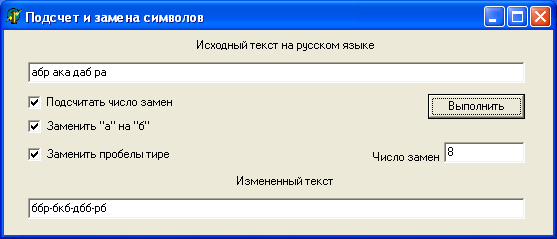 Подсчет и замена символов
Исходный текст на русском языке
абр ака даб ра
Подсчитать число замен
Выполнить
Заменить "а" на "б"
Заменить пробелы тире
Число замен 8
Измененный текст
ббр-бкб-дбб-рб